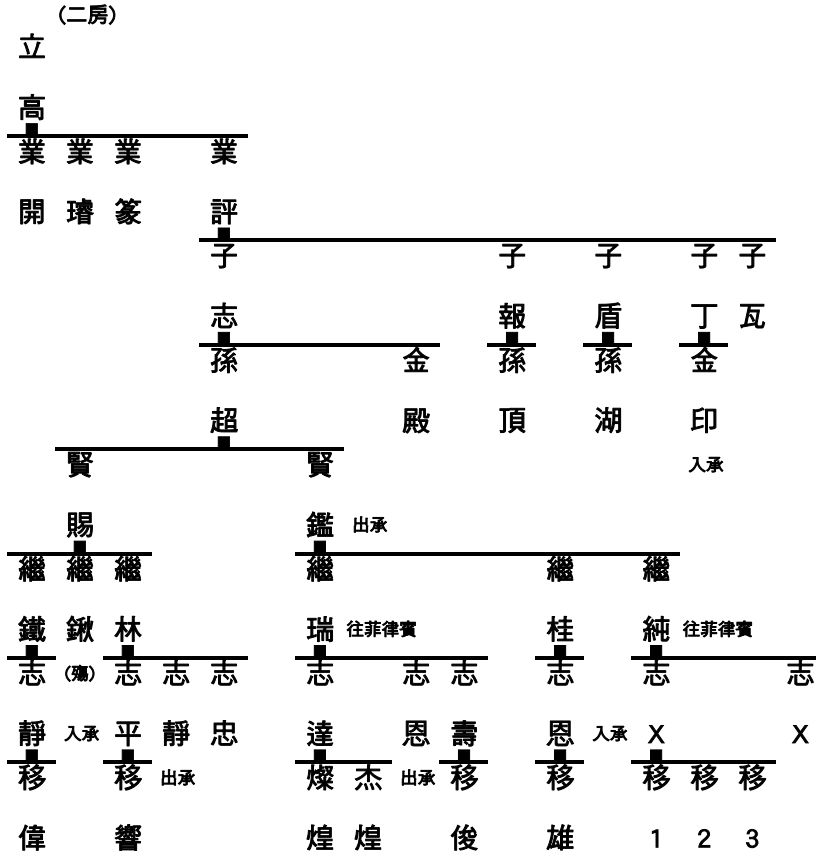 (二房)
立高
業開 業璿 業篆 業評
子志 子報 子盾 子丁 子瓦
孫超 金殿 孫頂 孫湖 金印 入承
賢賜 賢鑑 出承
繼鐵 繼鍬 (殤) 繼林 繼瑞 往菲律賓 繼桂 繼純 往菲律賓
志靜 入承 志平 志靜 出承 志忠 志達 志恩 出承 志壽 志恩 入承 志X 志X
移偉 移響 燦煌 杰煌 移俊 移雄 移1 移2 移3